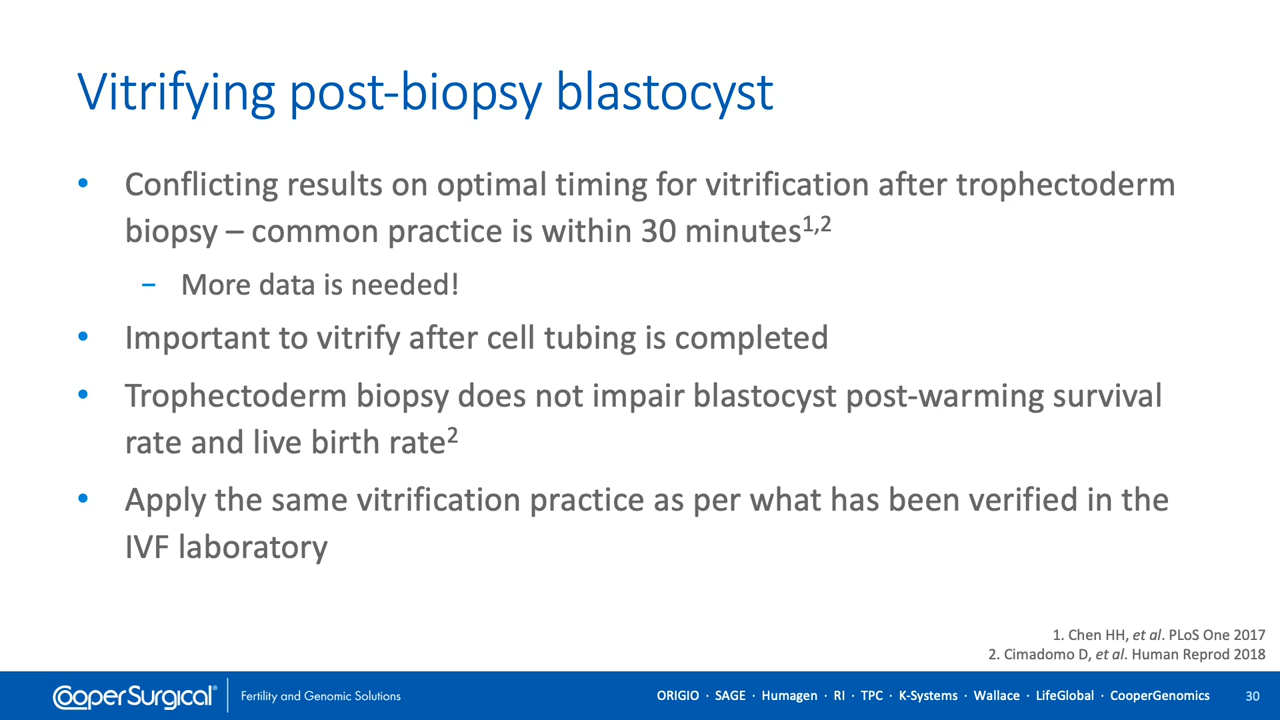 Vitrifying post-biopsy blastocyst
• Conflicting results on optimal timing for vitrification after trophectoderm
biopsy – common practice is within 30 minutes1,2
– More data is needed!
• Important to vitrify after cell tubing is completed
• Trophectoderm biopsy does not impair blastocyst post-warming survival
rate and live birth rate2
• Apply the same vitrification practice as per what has been verified in the
IVF laboratory
1. Chen HH, et al. PLoS One 2017
2. Cimadomo D, et al. Human Reprod 2018
CooperSurgical® Fertility and Genomic Solutions ORIGIO · SAGE · Humagen · RI · TPC · K-Systems · Wallace · LifeGlobal · CooperGenomics 30